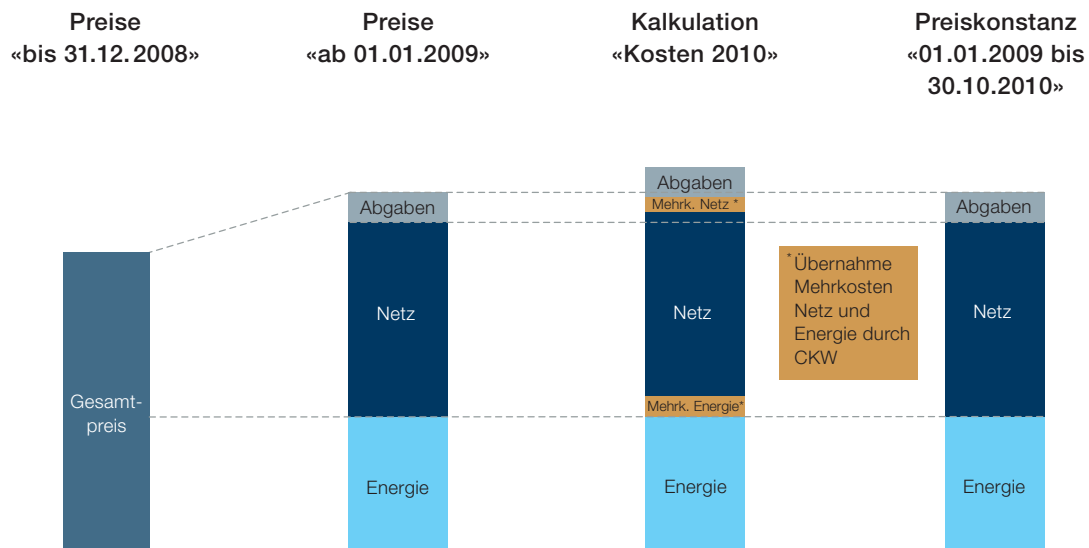 Preise
«bis 31.12.2008»
Preise
«ab 01.01.2009»
Kalkulation
«Kosten 2010»
Preiskonstanz
«01.01.2009 bis
30.10.2010»
Gesamt-
preis
Abgaben
Netz
Energie
Abgaben
Mehrk. Netz *
Netz
Mehrk. Energie*
Energie
* Übernahme
Mehrkosten
Netz und
Energie durch
CKW
Abgaben
Netz
Energie